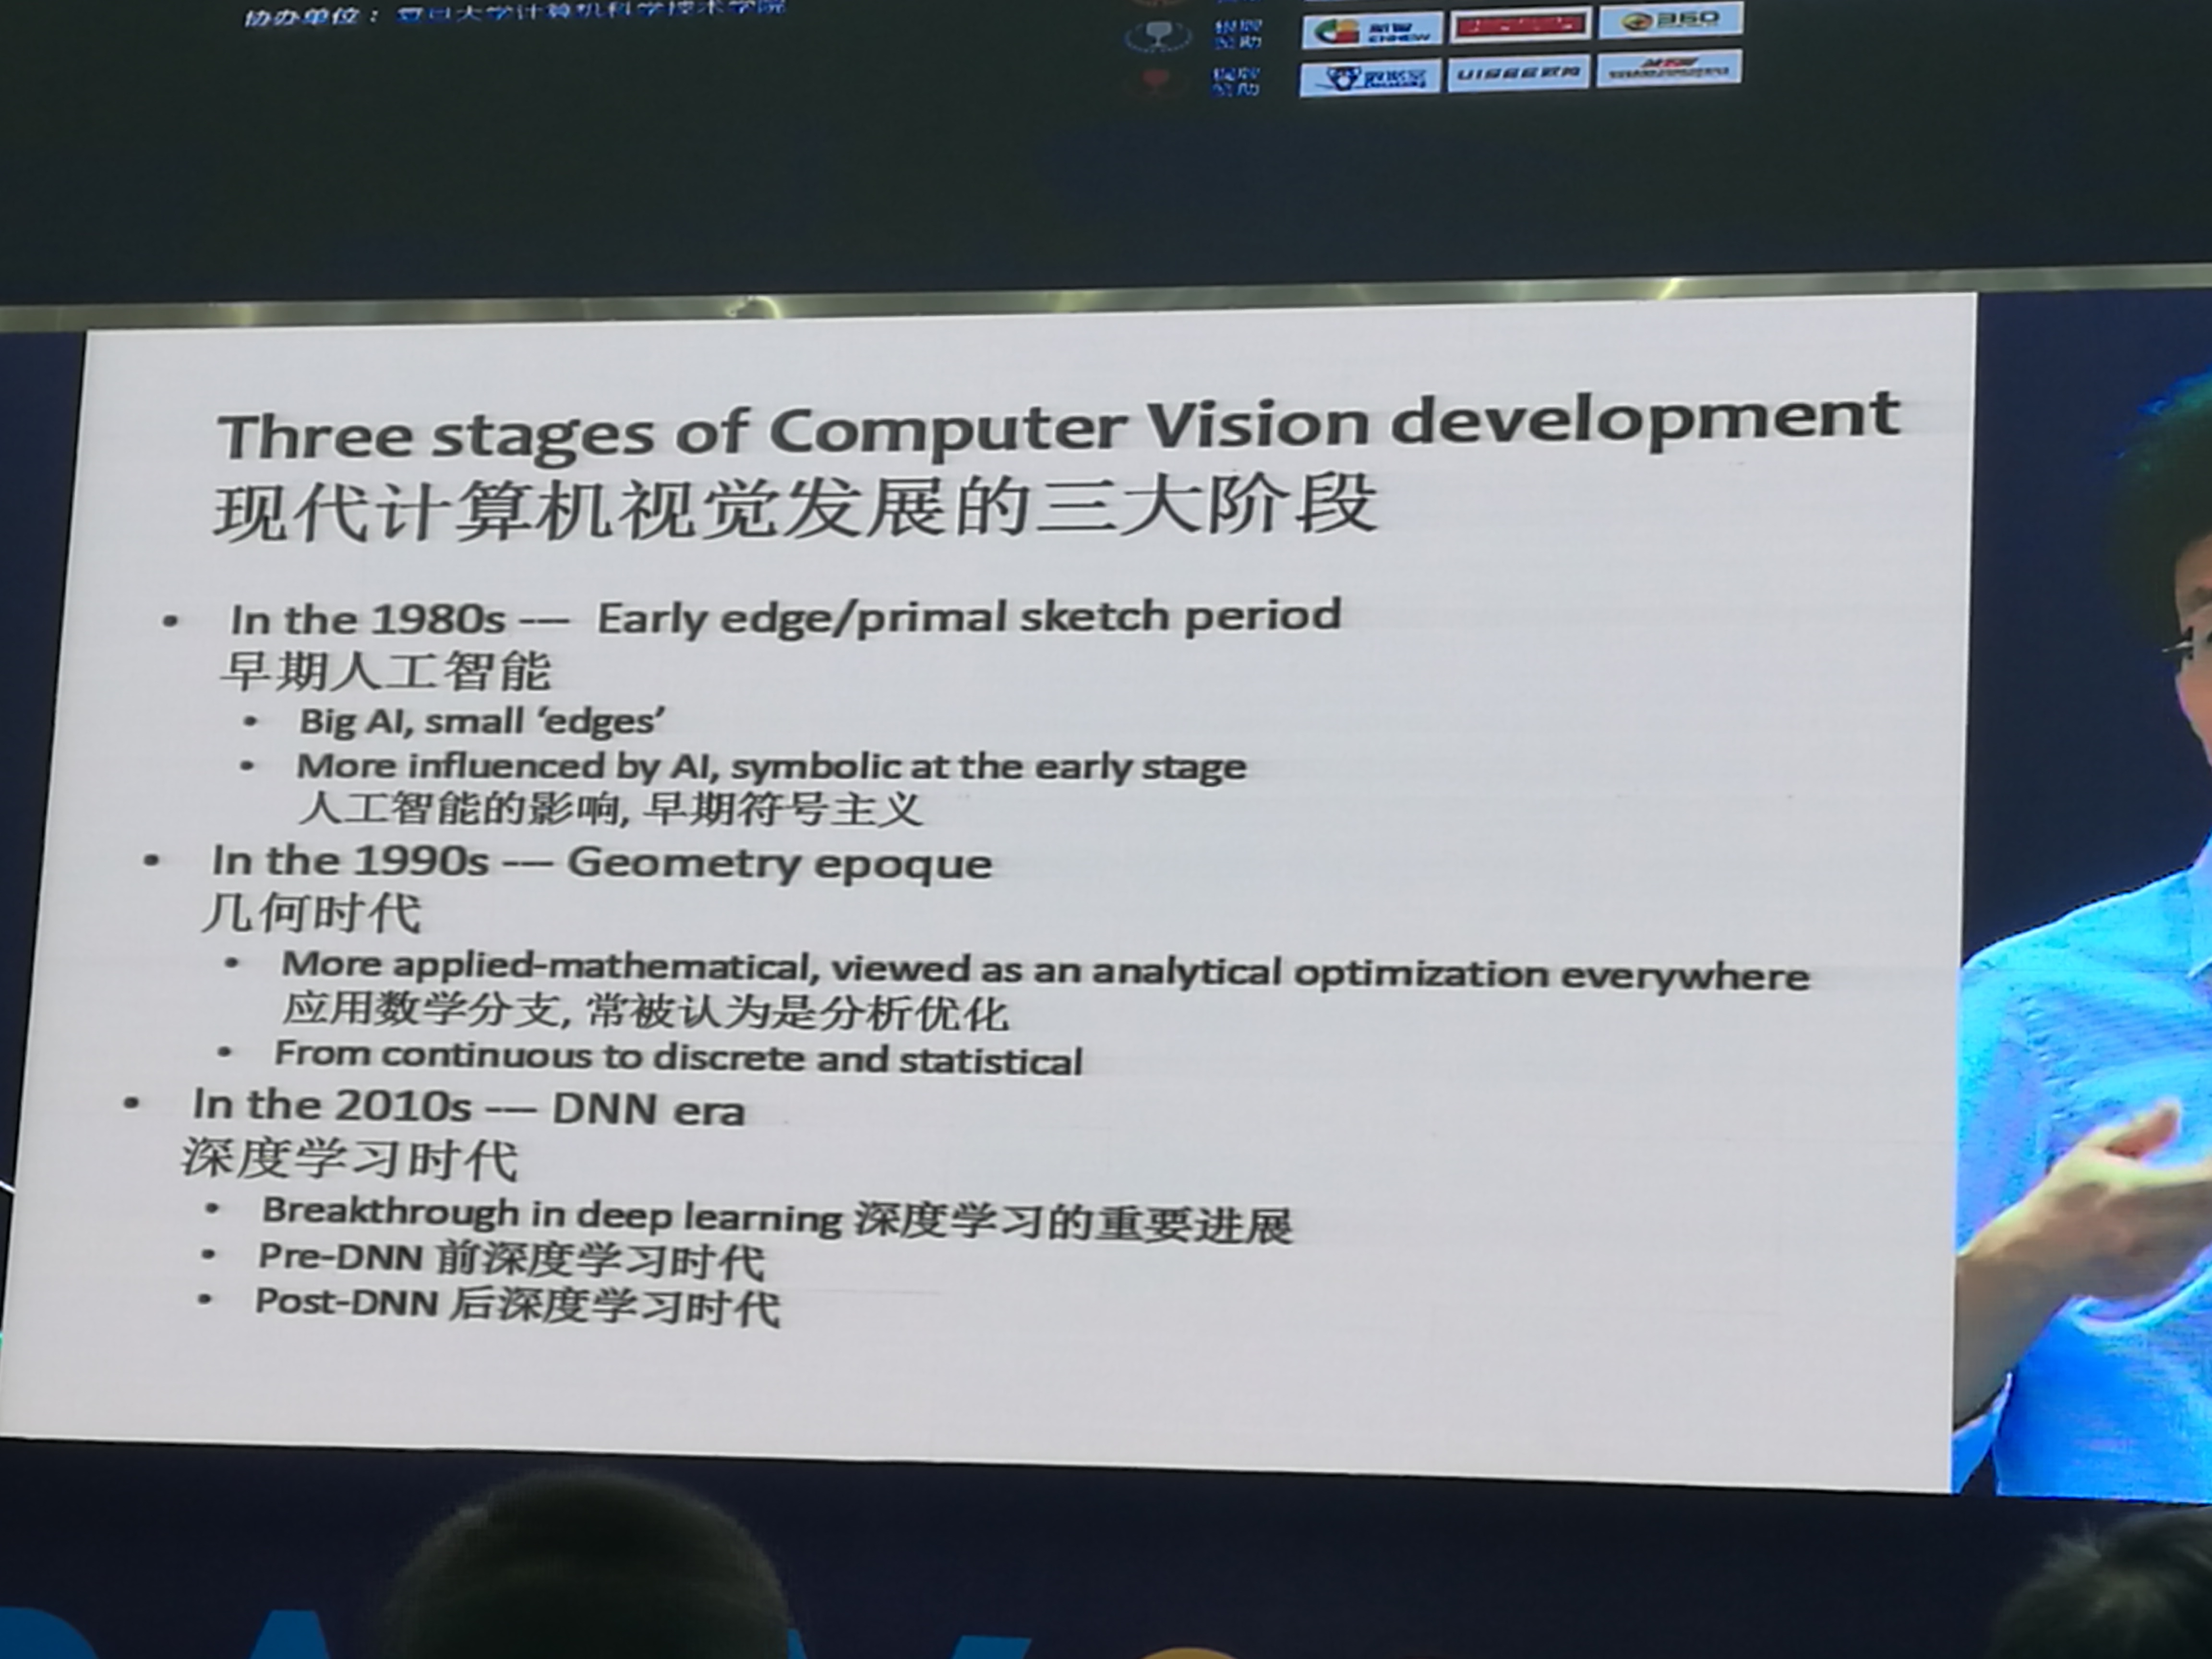 协办单位：复旦大学计算机科学技术学院
360
UISEE
Three stages of Computer Vision development
现代计算机视觉发展的三大阶段
• In the 1980s --- Early edge/primal sketch period
早期人工智能
• Big AI, small ‘edges’
• More influenced by AI, symbolic at the early stage
人工智能的影响, 早期符号主义
• In the 1990s --- Geometry epoque
几何时代
• More applied-mathematical, viewed as an analytical optimization everywhere
应用数学分支, 常被认为是分析优化
• From continuous to discrete and statistical
• In the 2010s --- DNN era
深度学习时代
• Breakthrough in deep learning 深度学习的重要进展
• Pre-DNN 前深度学习时代
• Post-DNN 后深度学习时代